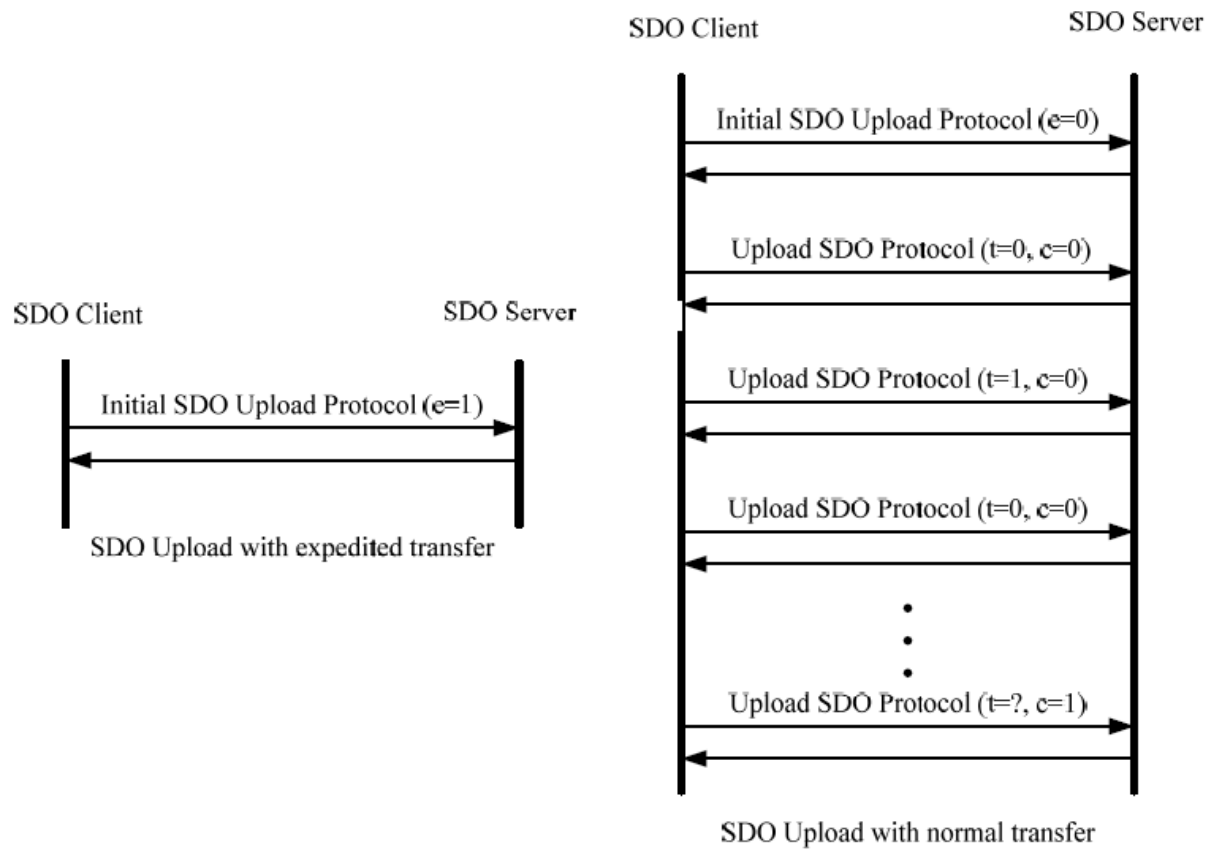 SDO Client
SDO Server
Initial SDO Upload Protocol (e=1)
SDO Upload with expedited transfer
SDO Client
SDO Server
Initial SDO Upload Protocol (e=0)
Upload SDO Protocol (t=0, c=0)
Upload SDO Protocol (t=1, c=0)
Upload SDO Protocol (t=0, c=0)
Upload SDO Protocol (t=?, c=1)
SDO Upload with normal transfer